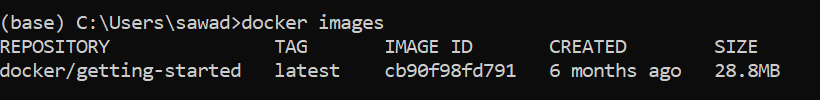 (base) C:\Users\sawad>docker images
REPOSITORY TAG IMAGE ID CREATED SIZE
docker/getting-started latest cb90f98fd791 6 months ago 28.8MB